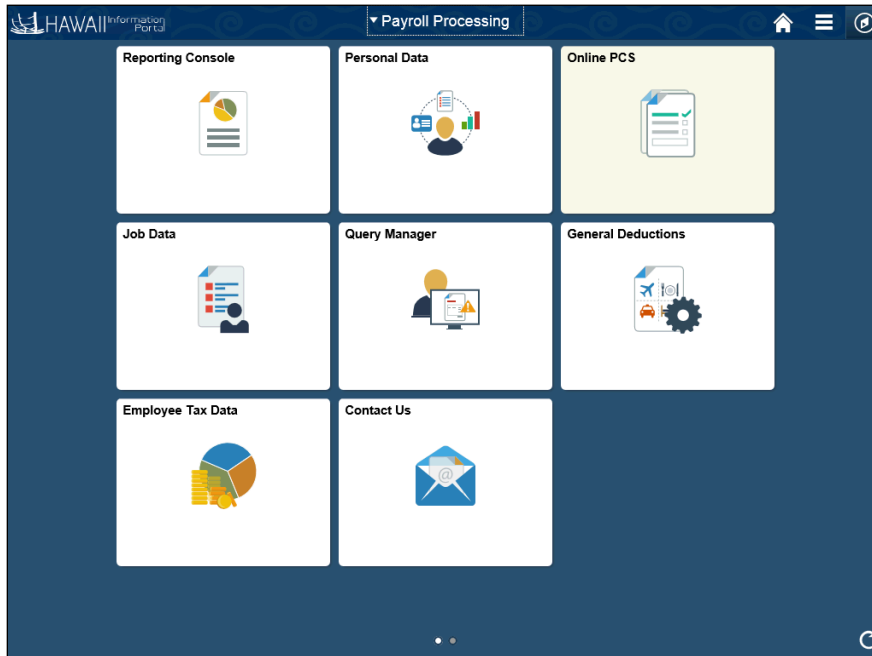 HAWAII Information
Portal
Payroll Processing
Reporting Console
Personal Data
Online PCS
Job Data
Query Manager
General Deductions
Employee Tax Data
Contact Us
@